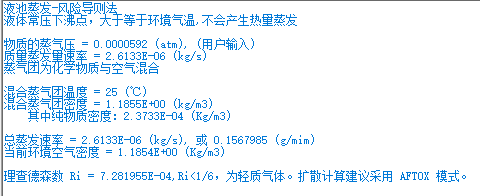 液池蒸发-风险导则法
液体常压下沸点，大于等于环境气温,不会产生热量蒸发
物质的蒸气压 = 0.0000592 (atm), (用户输入)
质量蒸发量速率 = 2.6133E-06 (kg/s)
蒸气团为化学物质与空气混合
混合蒸气团温度 = 25 (℃)
混合蒸气团密度 = 1.1855E+00 (kg/m3)
其中纯物质密度: 2.3733E-04 (Kg/m3)
总蒸发速率 = 2.6133E-06 (kg/s), 或 0.1567985 (g/mim)
当前环境空气密度 = 1.1854E+00 (Kg/m3)
理查德森数 Ri = 7.281955E-04,Ri<1/6, 为轻质气体。扩散计算建议采用 AFTOX 模式。